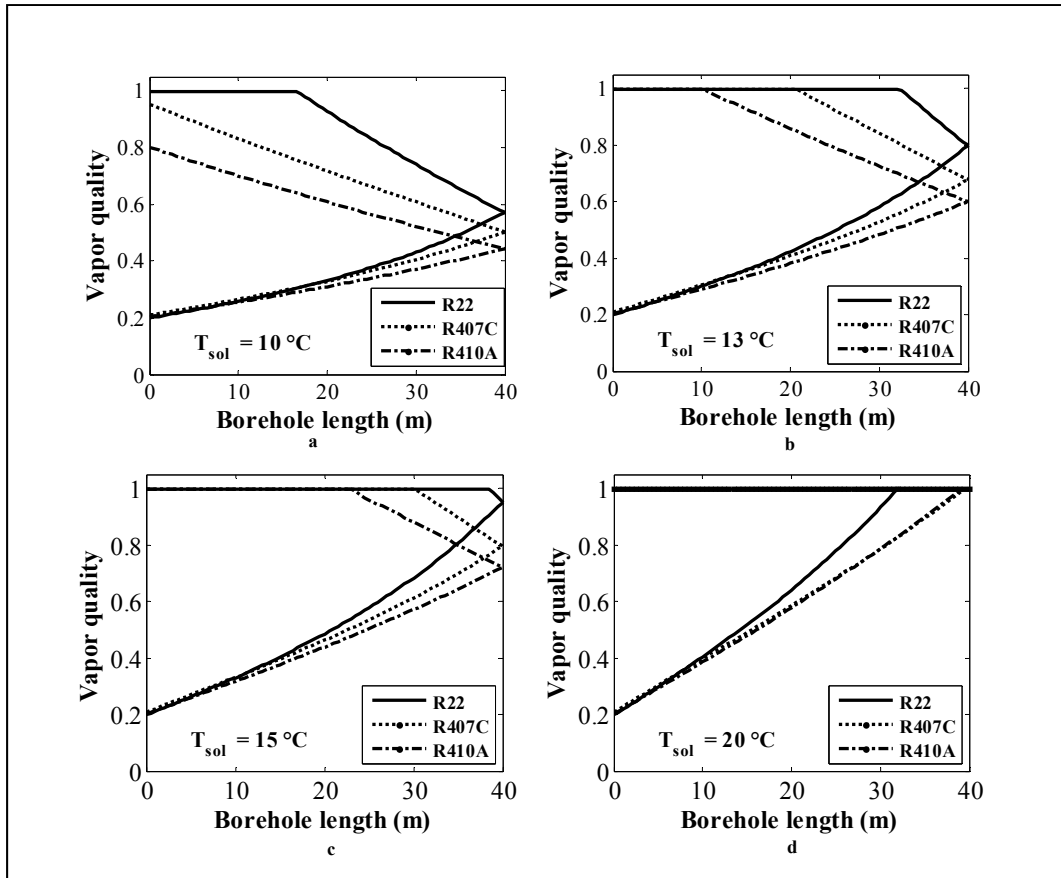 1
0.8
0.6
0.4
0.2
0
Vapor quality
R22
R407C
R410A
T_sol = 10 °C
0 10 20 30 40
Borehole length (m)
a
1
0.8
0.6
0.4
0.2
0
Vapor quality
R22
R407C
R410A
T_sol = 13 °C
0 10 20 30 40
Borehole length (m)
b
1
0.8
0.6
0.4
0.2
0
Vapor quality
R22
R407C
R410A
T_sol = 15 °C
0 10 20 30 40
Borehole length (m)
c
1
0.8
0.6
0.4
0.2
0
Vapor quality
R22
R407C
R410A
T_sol = 20 °C
0 10 20 30 40
Borehole length (m)
d